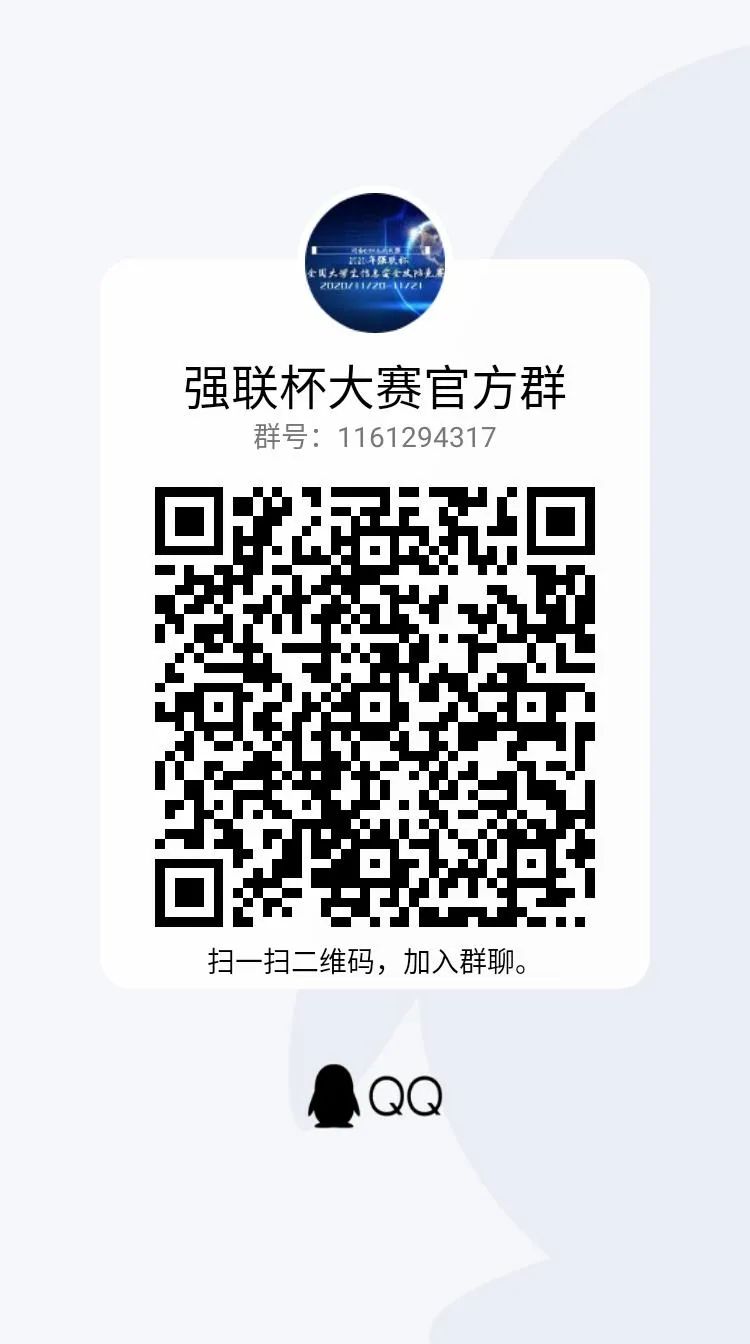 2020年强联杯
全国大学生信息安全攻防竞赛
2020/11/20-11/21
强联杯大赛官方群
群号：1161294317
扫一扫二维码，加入群聊。
QQ